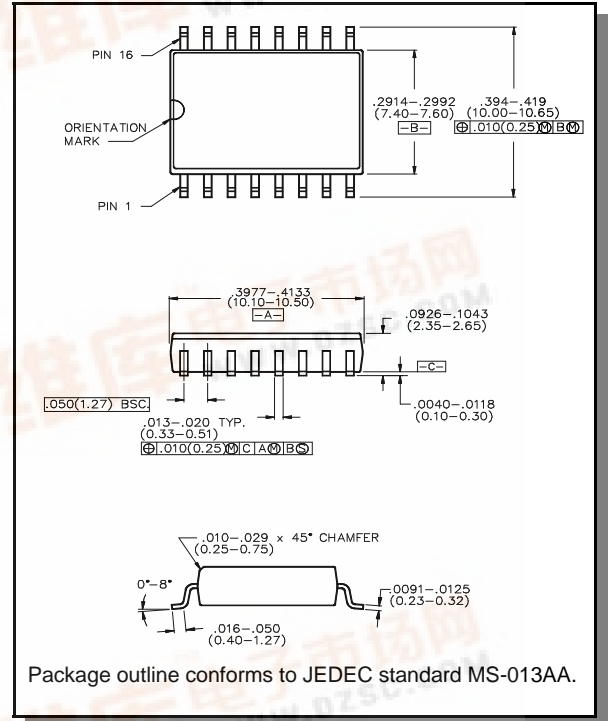 PIN 16
ORIENTATION
MARK
PIN 1
.2914-.2992
(7.40-7.60)
-B-
.394-.419
(10.00-10.65)
⌖ .010(0.25)Ⓜ BⓂ
.3977-.4133
(10.10-10.50)
-A-
.0926-.1043
(2.35-2.65)
-C-
.050(1.27) BSC.
.0040-.0118
(0.10-0.30)
.013-.020 TYP.
(0.33-0.51)
⌖ .010(0.25)Ⓜ C AⓂ BⓈ
.010-.029 x 45° CHAMFER
(0.25-0.75)
0°-8°
.0091-.0125
(0.23-0.32)
.016-.050
(0.40-1.27)
Package outline conforms to JEDEC standard MS-013AA.